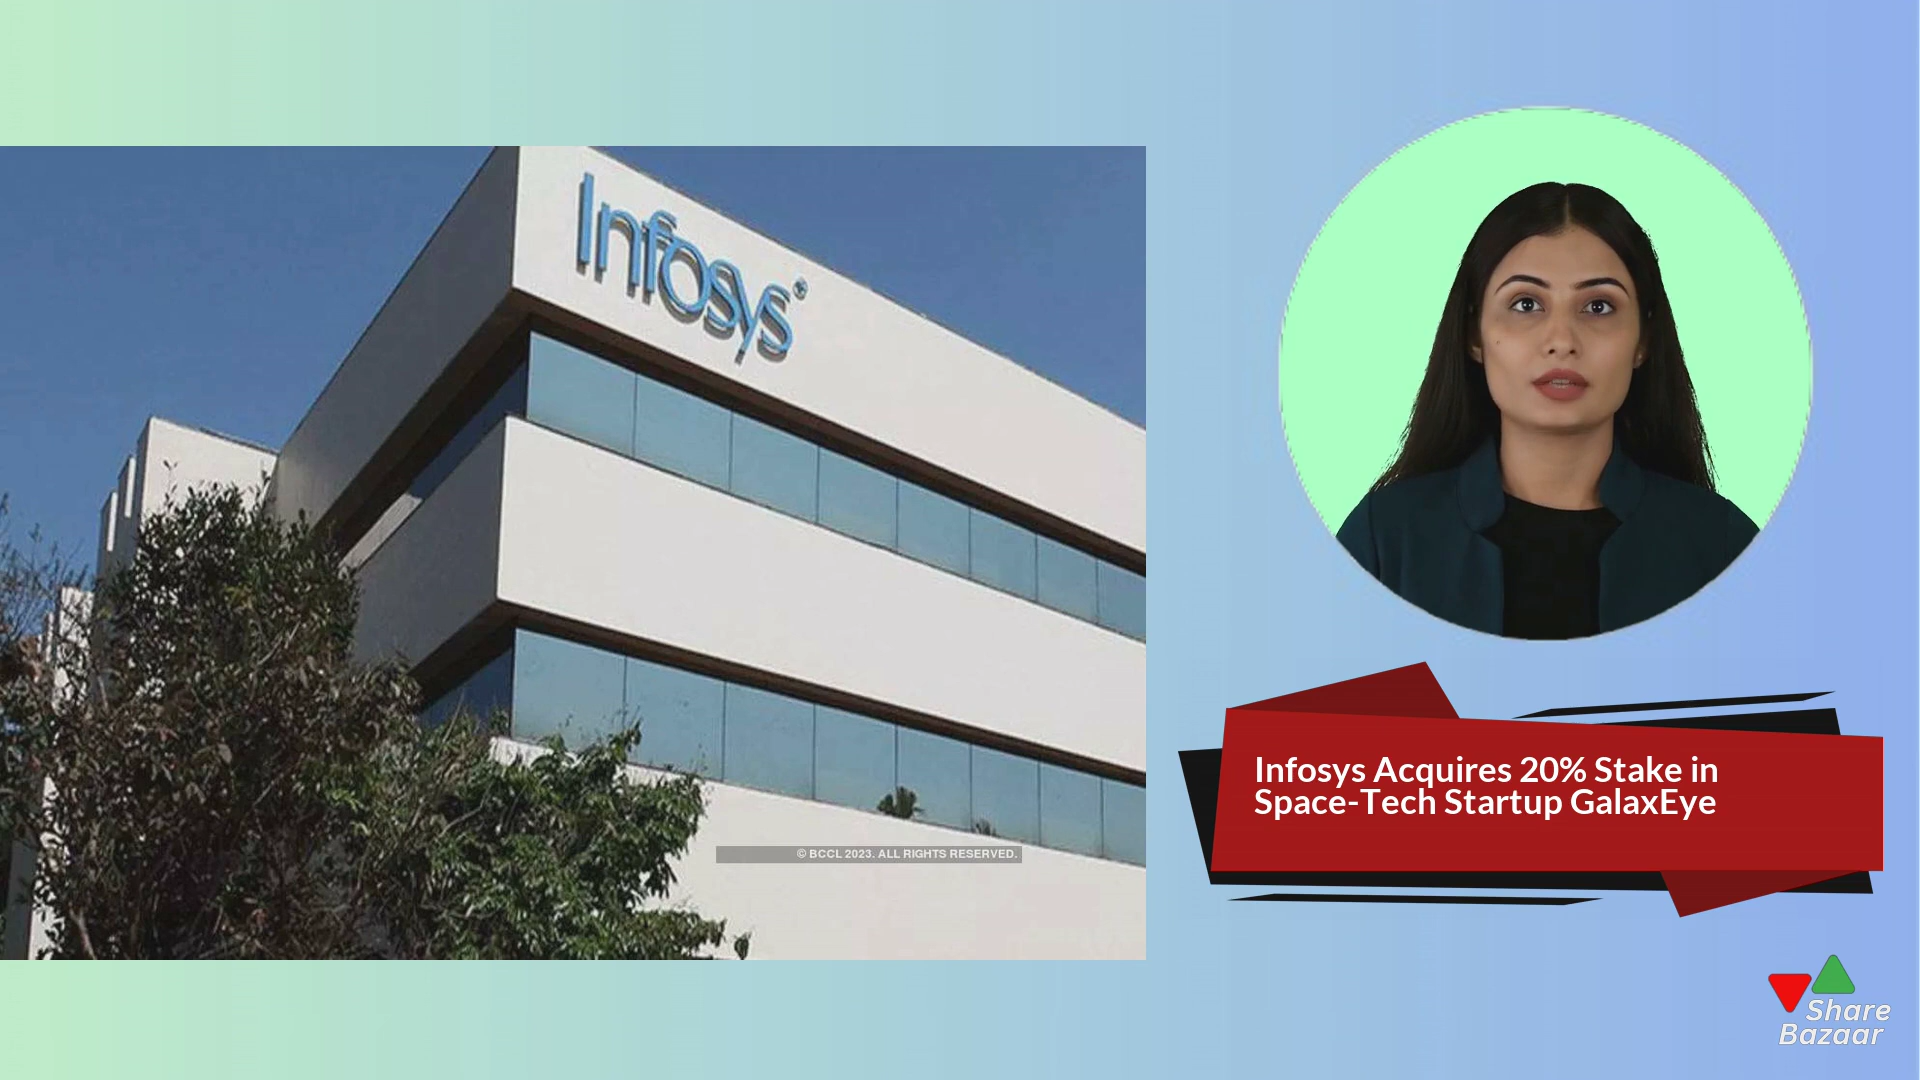 Infosys
© BCCL 2023. ALL RIGHTS RESERVED.
Infosys Acquires 20% Stake in
Space-Tech Startup GalaxEye
Share
Bazaar